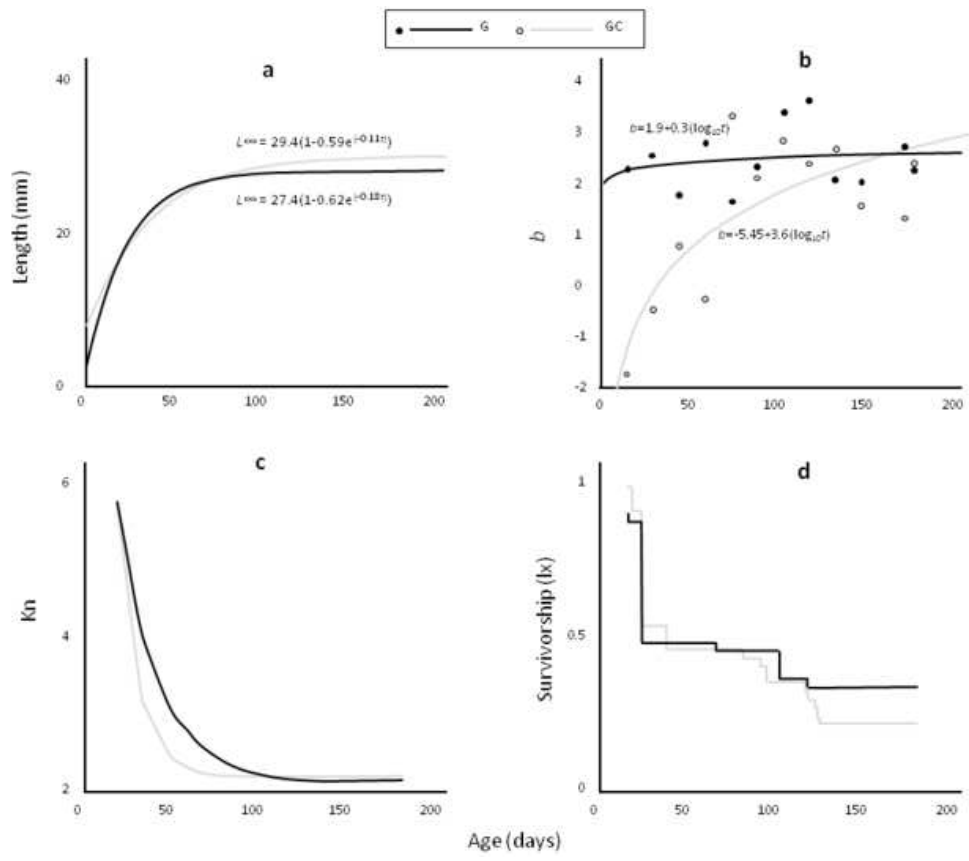 G GC
a
40
20
0
0 50 100 150 200
Length (mm)
L∞ = 29.4(1-0.59e(-0.11t))
L∞ = 27.4(1-0.62e(-0.18t))
b
4
3
2
1
0
-1
-2
0 50 100 150 200
b
b=1.9+0.3(log10t)
b=-5.45+3.6(log10t)
c
6
4
2
0 50 100 150 200
Kn
d
1
0.5
0
0 50 100 150 200
Survivorship (lx)
Age (days)